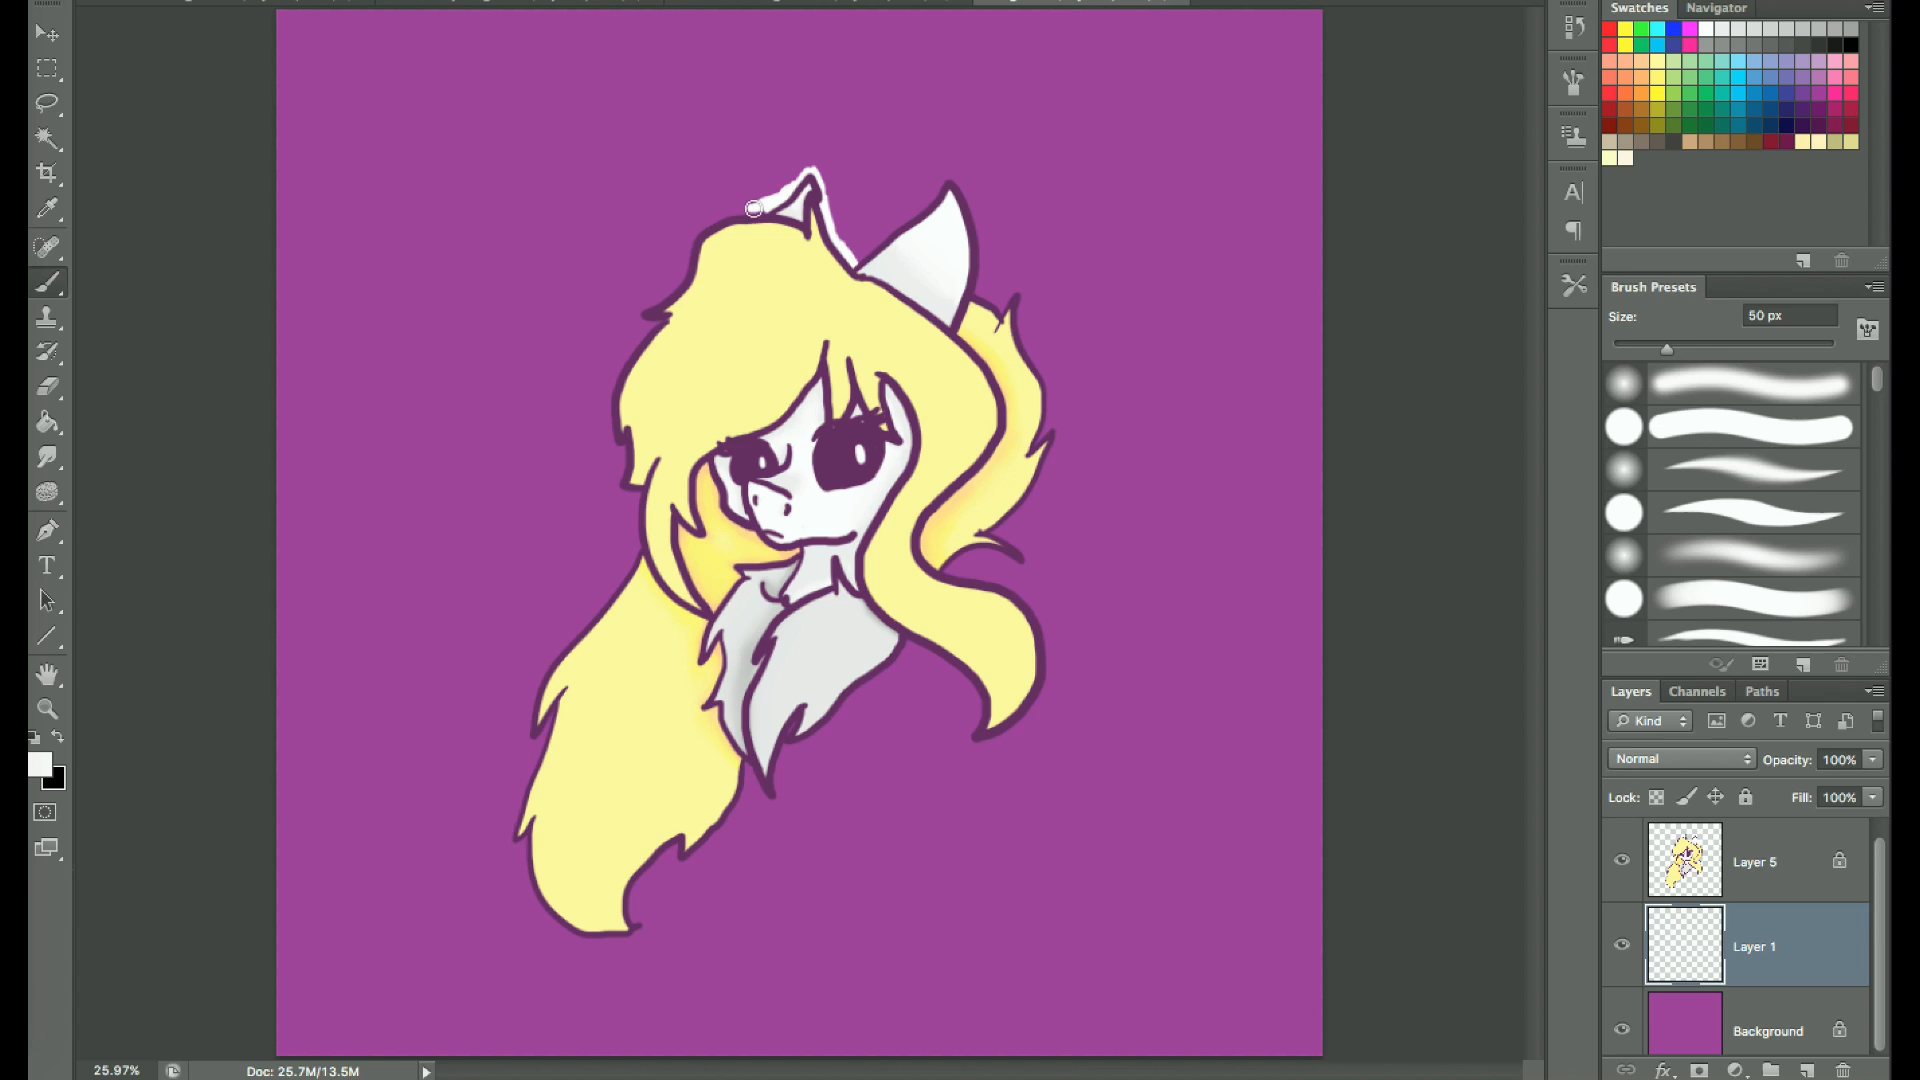 Swatches Navigator
Brush Presets
Size: 50 px
Layers Channels Paths
Kind
Normal Opacity: 100%
Lock: Fill: 100%
Layer 5
Layer 1
Background
25.97% Doc: 25.7M/13.5M